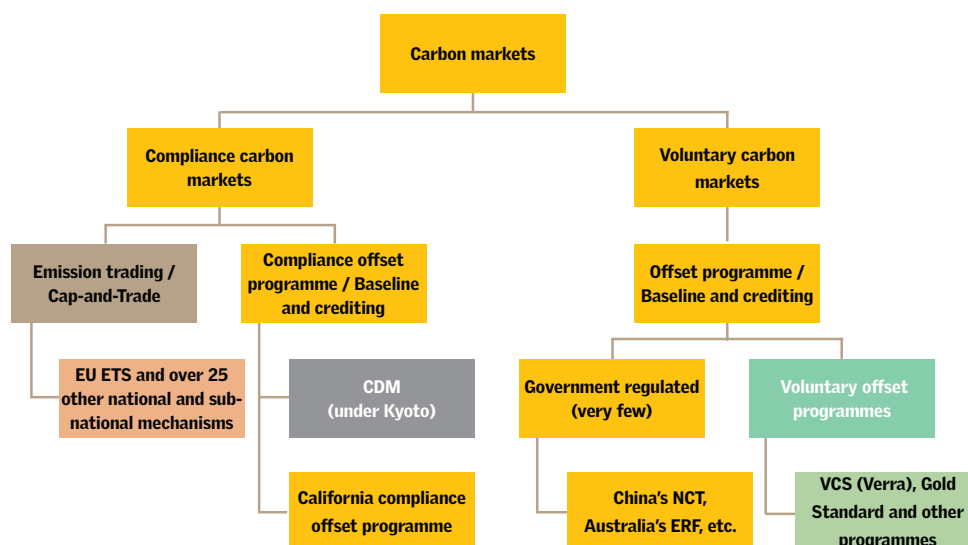 Carbon markets
Compliance carbon
markets
Voluntary carbon
markets
Emission trading /
Cap-and-Trade
Compliance offset
programme / Baseline
and crediting
Offset programme /
Baseline and crediting
EU ETS and over 25
other national and sub-
national mechanisms
CDM
(under Kyoto)
Government regulated
(very few)
Voluntary offset
programmes
California compliance
offset programme
China's NCT,
Australia's ERF, etc.
VCS (Verra), Gold
Standard and other
programmes